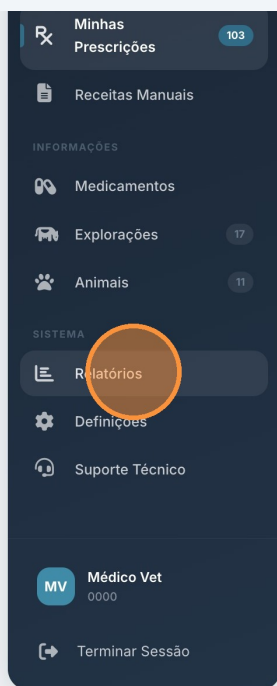 Minhas
Prescrições
103
Receitas Manuais
INFORMAÇÕES
Medicamentos
Explorações 17
Animais 11
SISTEMA
Relatórios
Definições
Suporte Técnico
MV
Médico Vet
0000
Terminar Sessão